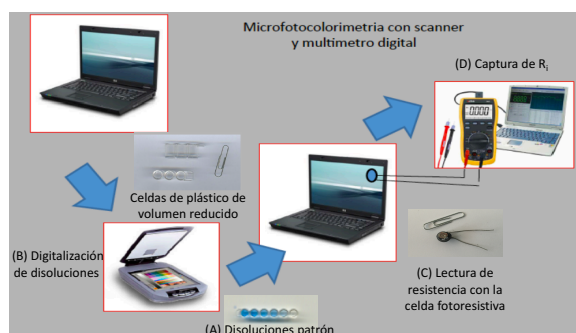 Microfotocolorimetria con scanner
y multimetro digital
(D) Captura de Ri
Celdas de plástico de
volumen reducido
(B) Digitalización
de disoluciones
(C) Lectura de
resistencia con la
celda fotoresistiva
(A) Disoluciones patrón